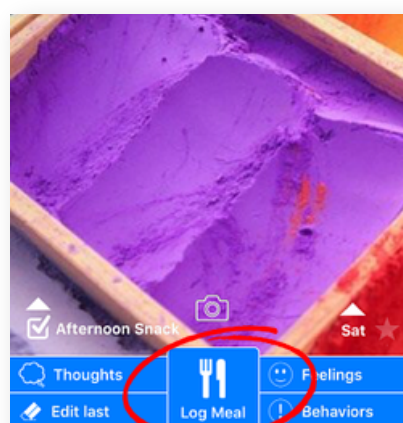 Afternoon Snack
Sat
Thoughts
Feelings
Edit last
Log Meal
Behaviors